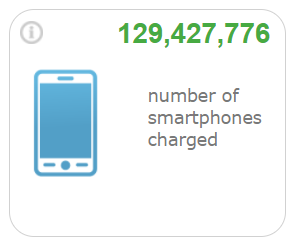 129,427,776
number of
smartphones
charged